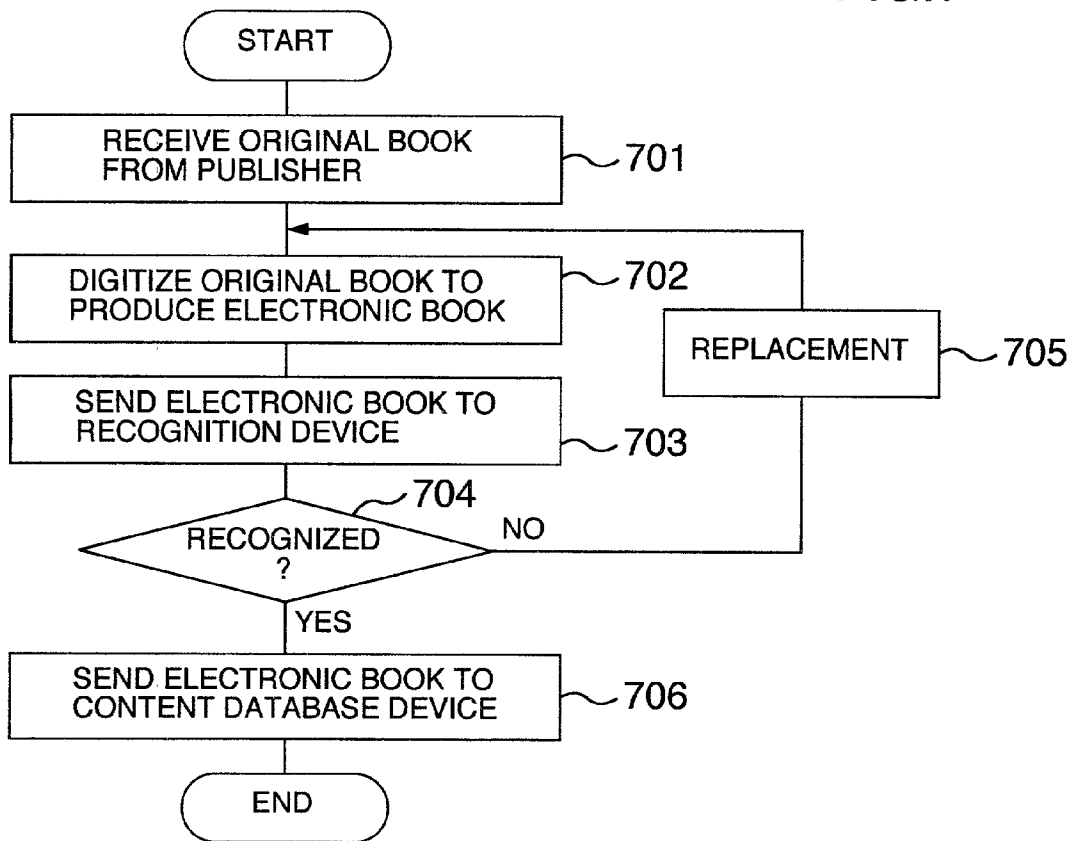 START
RECEIVE ORIGINAL BOOK
FROM PUBLISHER
701
DIGITIZE ORIGINAL BOOK TO
PRODUCE ELECTRONIC BOOK
702
REPLACEMENT
705
SEND ELECTRONIC BOOK TO
RECOGNITION DEVICE
703
704
RECOGNIZED
?
NO
YES
SEND ELECTRONIC BOOK TO
CONTENT DATABASE DEVICE
706
END